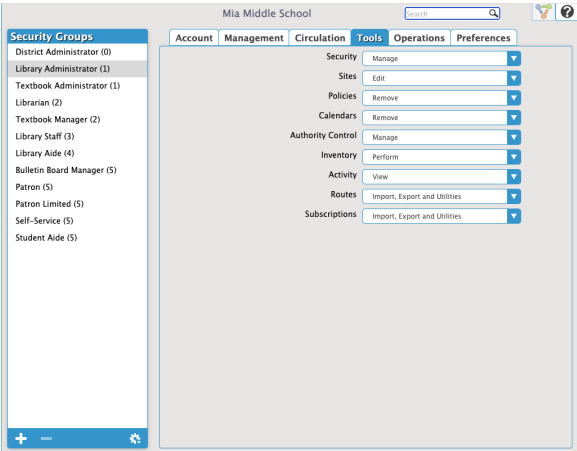 Mia Middle School
Search
?
Security Groups
Account Management Circulation Tools Operations Preferences
District Administrator (0)
Library Administrator (1)
Textbook Administrator (1)
Librarian (2)
Textbook Manager (2)
Library Staff (3)
Library Aide (4)
Bulletin Board Manager (5)
Patron (5)
Patron Limited (5)
Self-Service (5)
Student Aide (5)
Security Manage
Sites Edit
Policies Remove
Calendars Remove
Authority Control Manage
Inventory Perform
Activity View
Routes Import, Export and Utilities
Subscriptions Import, Export and Utilities